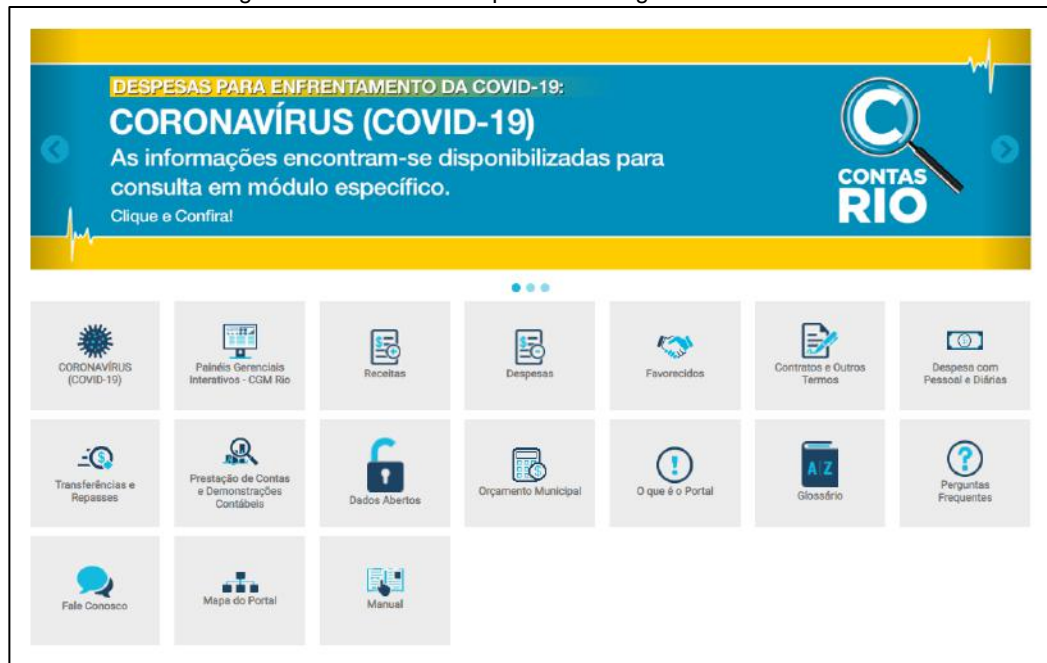 DESPESAS PARA ENFRENTAMENTO DA COVID-19:
CORONAVÍRUS (COVID-19)
As informações encontram-se disponibilizadas para
consulta em módulo específico.
Clique e Confira!
C
CONTAS
RIO
CORONAVÍRUS
(COVID-19)
Painéis Gerenciais
Interativos - CGM Rio
Receitas
Despesas
Favorecidos
Contratos e Outros
Termos
Despesa com
Pessoal e Diárias
Transferências e
Repasses
Prestação de Contas
e Demonstrações
Contábeis
Dados Abertos
Orçamento Municipal
O que é o Portal
A|Z
Glossário
Perguntas
Frequentes
Fale Conosco
Mapa do Portal
Manual